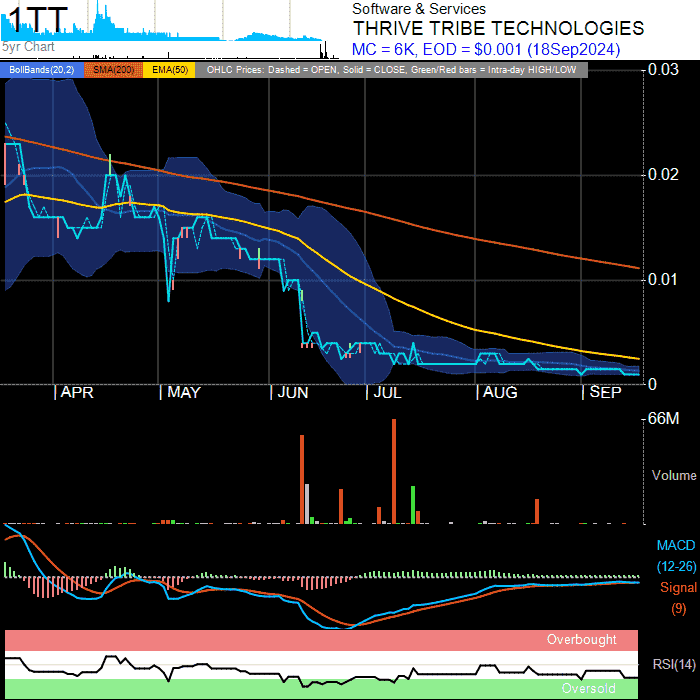 1TT
5yr Chart
Software & Services
THRIVE TRIBE TECHNOLOGIES
MC = 6K, EOD = $0.001 (18Sep2024)
BollBands(20,2) SMA(200) EMA(50) OHLC Prices: Dashed = OPEN, Solid = CLOSE, Green/Red bars = Intra-day HIGH/LOW
0.03
0.02
0.01
0
APR MAY JUN JUL AUG SEP
66M
Volume
MACD
(12-26)
Signal
(9)
Overbought
RSI(14)
Oversold